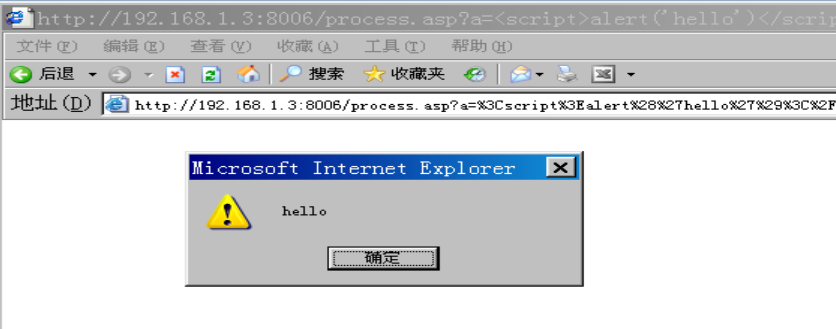 http://192.168.1.3:8006/process.asp?a=<script>alert('hello')</scrip
文件(F) 编辑(E) 查看(V) 收藏(A) 工具(T) 帮助(H)
后退 搜索 收藏夹
地址(D) http://192.168.1.3:8006/process.asp?a=%3Cscript%3Ealert%28%27hello%27%29%3C%2F
Microsoft Internet Explorer
hello
确定